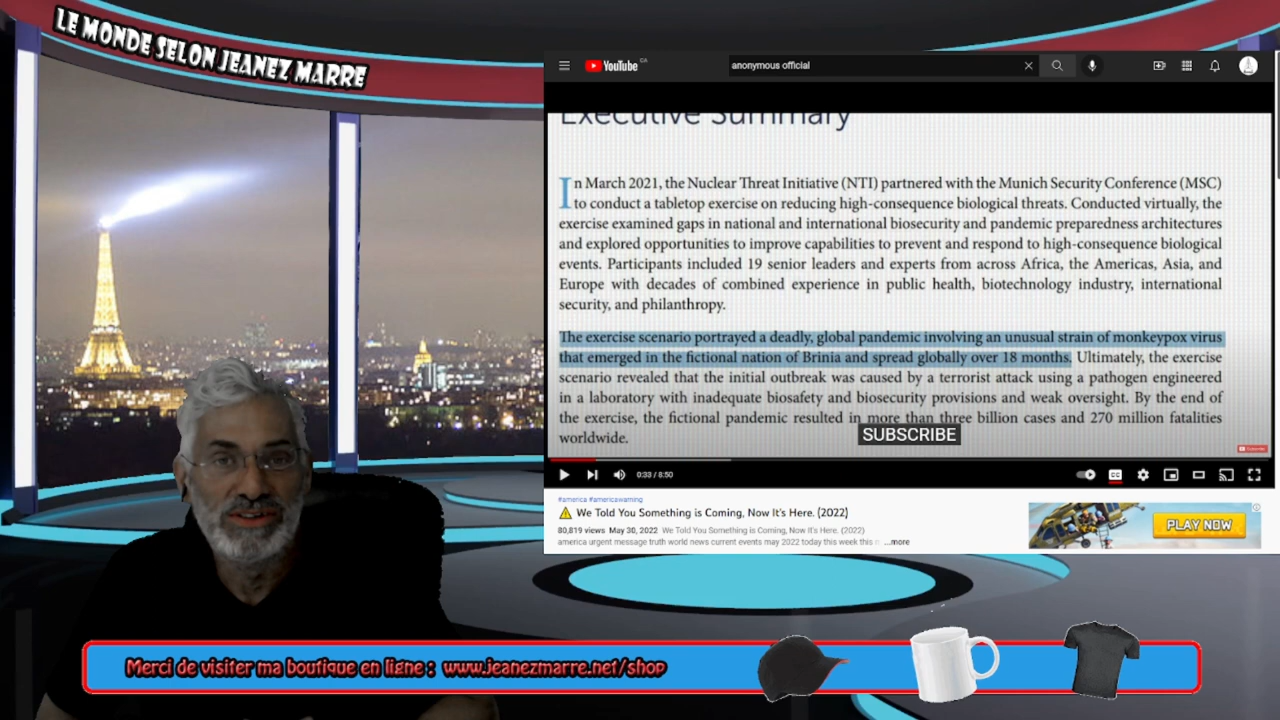 LE MONDE SELON JEANEZ MARRE
YouTube CA
anonymous official
Executive Summary
In March 2021, the Nuclear Threat Initiative (NTI) partnered with the Munich Security Conference (MSC)
to conduct a tabletop exercise on reducing high-consequence biological threats. Conducted virtually, the
exercise examined gaps in national and international biosecurity and pandemic preparedness architectures
and explored opportunities to improve capabilities to prevent and respond to high-consequence biological
events. Participants included 19 senior leaders and experts from across Africa, the Americas, Asia, and
Europe with decades of combined experience in public health, biotechnology industry, international
security, and philanthropy.
The exercise scenario portrayed a deadly, global pandemic involving an unusual strain of monkeypox virus
that emerged in the fictional nation of Brinia and spread globally over 18 months. Ultimately, the exercise
scenario revealed that the initial outbreak was caused by a terrorist attack using a pathogen engineered
in a laboratory with inadequate biosafety and biosecurity provisions and weak oversight. By the end of
the exercise, the fictional pandemic resulted in more than three billion cases and 270 million fatalities
worldwide.
SUBSCRIBE
0:33 / 8:50
#america #americawarning
We Told You Something is Coming, Now It's Here. (2022)
80,819 views May 30, 2022 We Told You Something is Coming, Now It's Here. (2022)
america urgent message truth world news current events may 2022 today this week this ...more
PLAY NOW
Merci de visiter ma boutique en ligne : www.jeanezmarre.net/shop